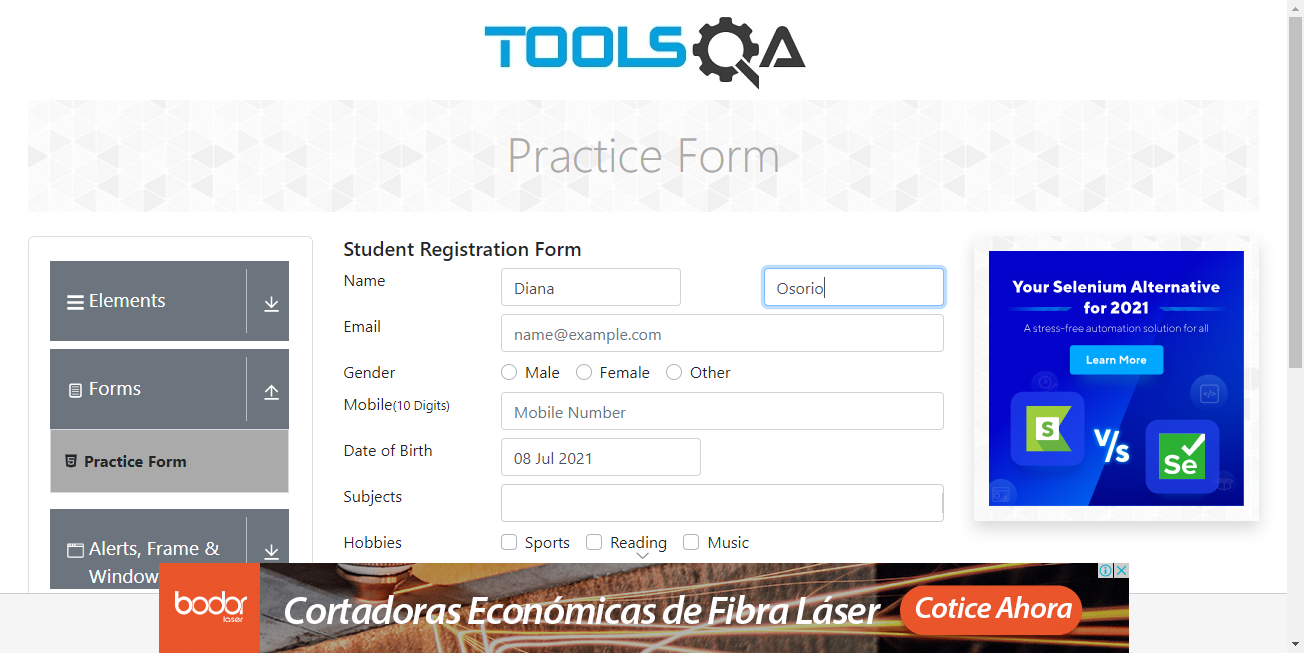 TOOLSQA
Practice Form
Elements
Forms
Practice Form
Alerts, Frame &
Window
Student Registration Form
Name
Diana
Osorio
Email
name@example.com
Gender
Male
Female
Other
Mobile(10 Digits)
Mobile Number
Date of Birth
08 Jul 2021
Subjects
Hobbies
Sports
Reading
Music
Your Selenium Alternative
for 2021
A stress-free automation solution for all
Learn More
S
V/s
Se
bodor
laser
Cortadoras Económicas de Fibra Láser
Cotice Ahora